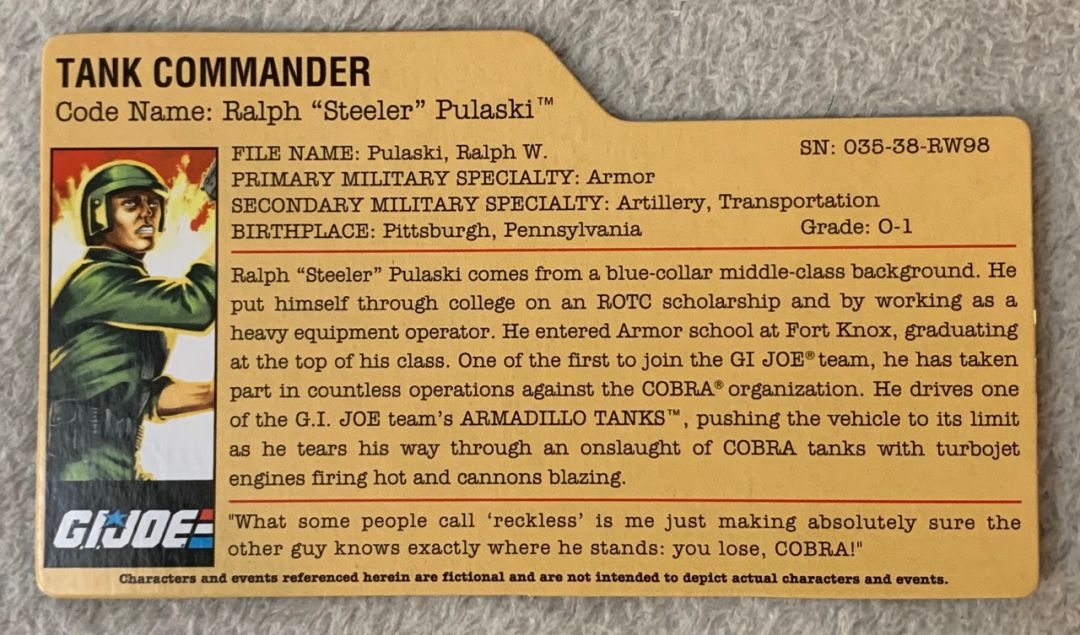 TANK COMMANDER
Code Name: Ralph “Steeler” Pulaski™
FILE NAME: Pulaski, Ralph W. SN: 035-38-RW98
PRIMARY MILITARY SPECIALTY: Armor
SECONDARY MILITARY SPECIALTY: Artillery, Transportation
BIRTHPLACE: Pittsburgh, Pennsylvania Grade: O-1
Ralph “Steeler” Pulaski comes from a blue-collar middle-class background. He
put himself through college on an ROTC scholarship and by working as a
heavy equipment operator. He entered Armor school at Fort Knox, graduating
at the top of his class. One of the first to join the GI JOE® team, he has taken
part in countless operations against the COBRA® organization. He drives one
of the G.I. JOE team’s ARMADILLO TANKS™, pushing the vehicle to its limit
as he tears his way through an onslaught of COBRA tanks with turbojet
engines firing hot and cannons blazing.
G.I. JOE
"What some people call ‘reckless’ is me just making absolutely sure the
other guy knows exactly where he stands: you lose, COBRA!"
Characters and events referenced herein are fictional and are not intended to depict actual characters and events.